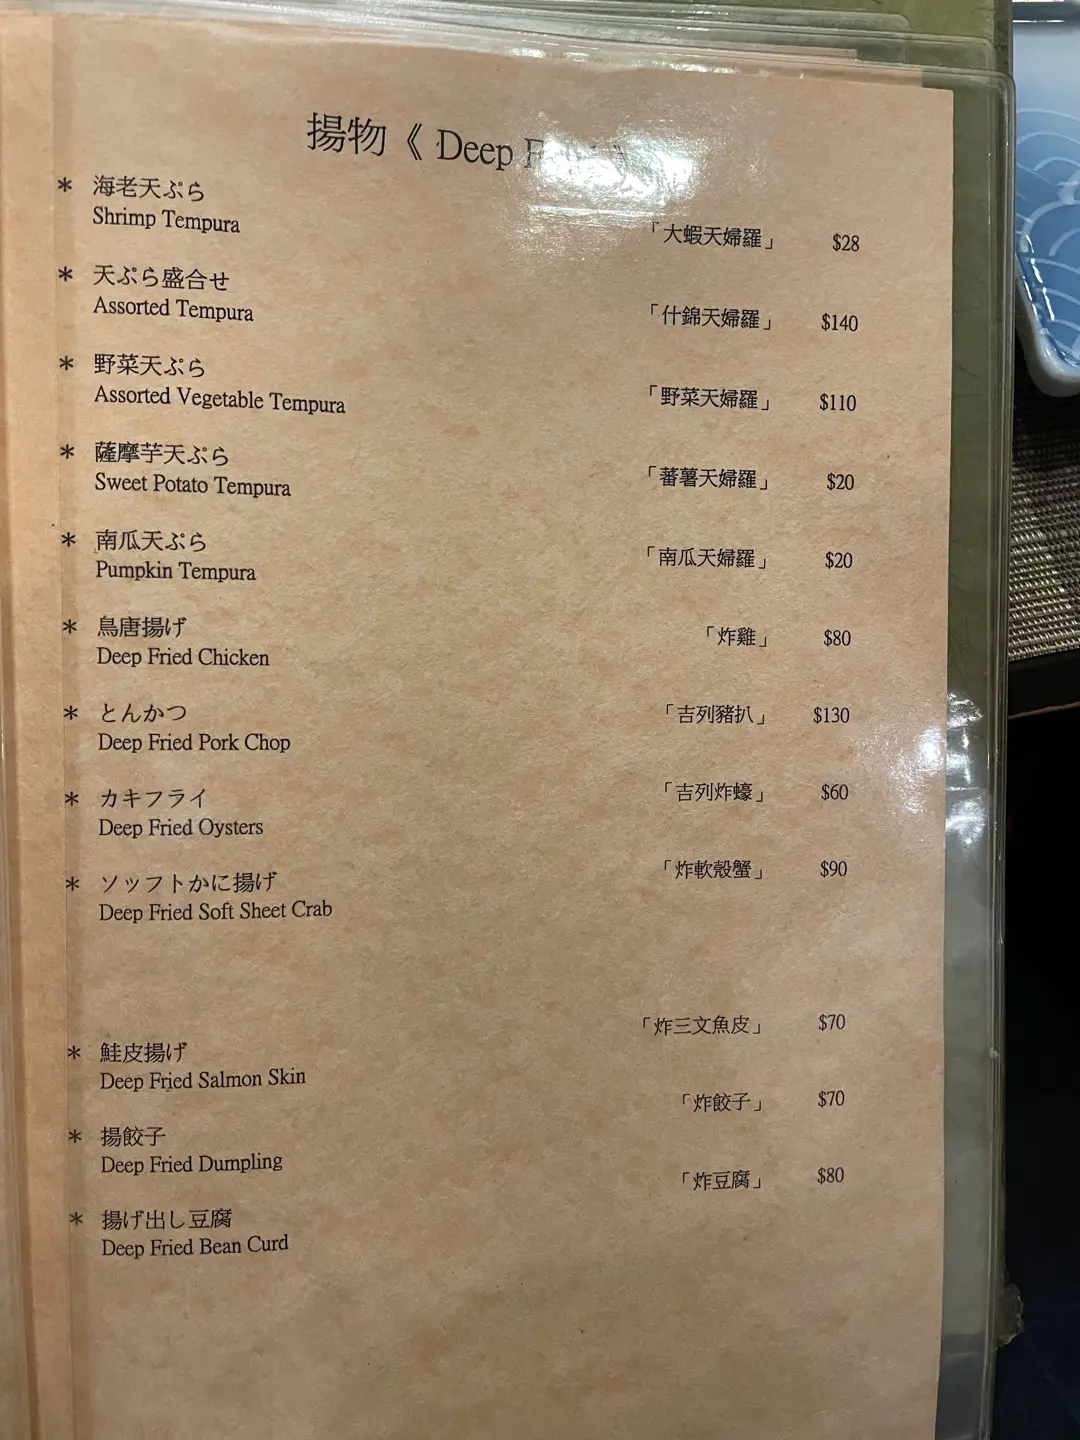 揚物《 Deep
* 海老天ぷら
Shrimp Tempura
「大蝦天婦羅」 $28
* 天ぷら盛合せ
Assorted Tempura
「什錦天婦羅」 $140
* 野菜天ぷら
Assorted Vegetable Tempura
「野菜天婦羅」 $110
* 薩摩芋天ぷら
Sweet Potato Tempura
「蕃薯天婦羅」 $20
* 南瓜天ぷら
Pumpkin Tempura
「南瓜天婦羅」 $20
* 鳥唐揚げ
Deep Fried Chicken
「炸雞」 $80
* とんかつ
Deep Fried Pork Chop
「吉列豬扒」 $130
* カキフライ
Deep Fried Oysters
「吉列炸蠔」 $60
* ソッフトかに揚げ
Deep Fried Soft Sheet Crab
「炸軟殼蟹」 $90
* 鮭皮揚げ
Deep Fried Salmon Skin
「炸三文魚皮」 $70
* 揚餃子
Deep Fried Dumpling
「炸餃子」 $70
* 揚げ出し豆腐
Deep Fried Bean Curd
「炸豆腐」 $80